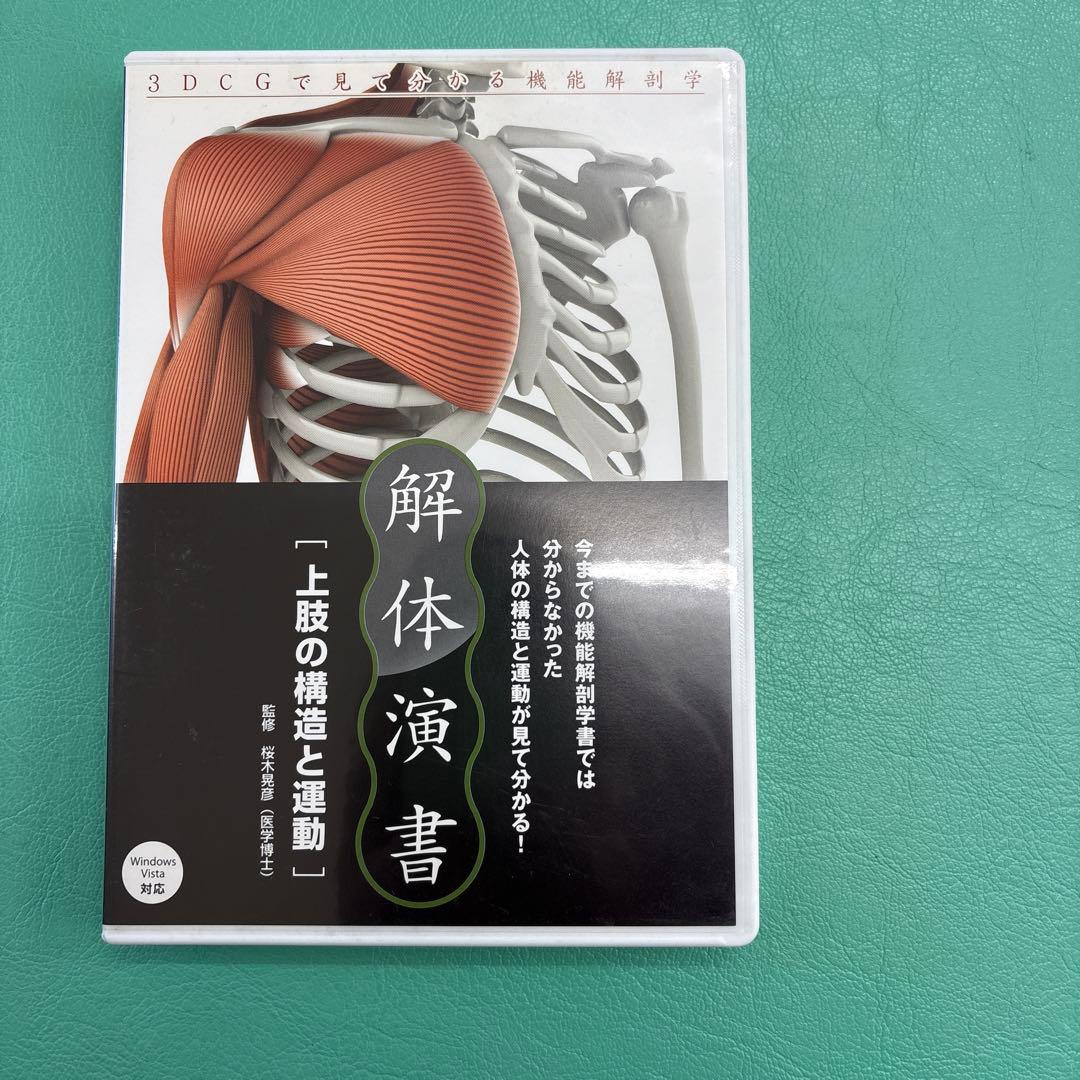 3DCGで見て分かる機能解剖学
今までの機能解剖学書では
分からなかった
人体の構造と運動が見て分かる！
解体演書
［上肢の構造と運動］
監修 桜木晃彦（医学博士）
Windows
Vista
対応